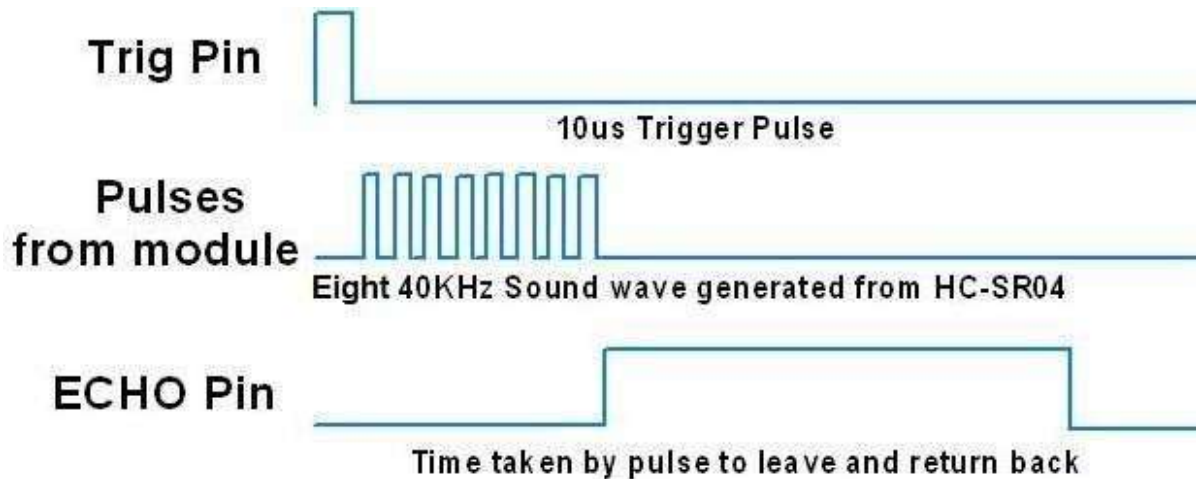 Trig Pin
10us Trigger Pulse
Pulses
from module
Eight 40KHz Sound wave generated from HC-SR04
ECHO Pin
Time taken by pulse to leave and return back